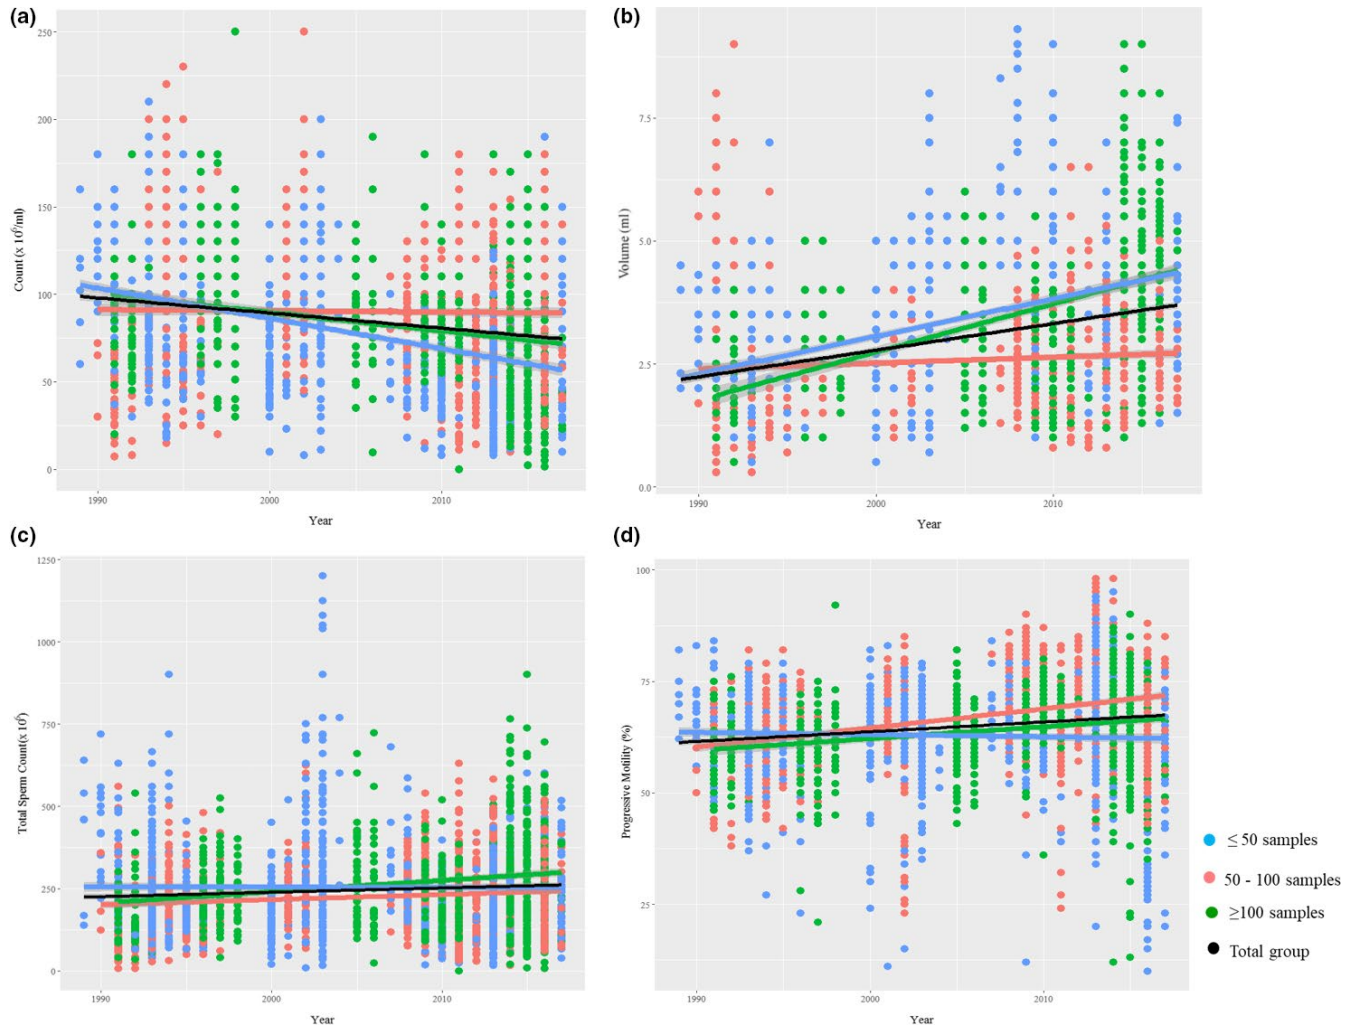 (a)
250
200
150
100
50
0
Count (x 10⁶/ml)
1990 2000 2010
Year
(b)
7.5
5.0
2.5
0.0
Volume (ml)
1990 2000 2010
Year
(c)
1250
1000
750
500
250
0
Total Sperm Count(x 10⁶)
1990 2000 2010
Year
(d)
100
75
50
25
Progressive Motility (%)
1990 2000 2010
Year
≤ 50 samples
50 - 100 samples
≥100 samples
Total group